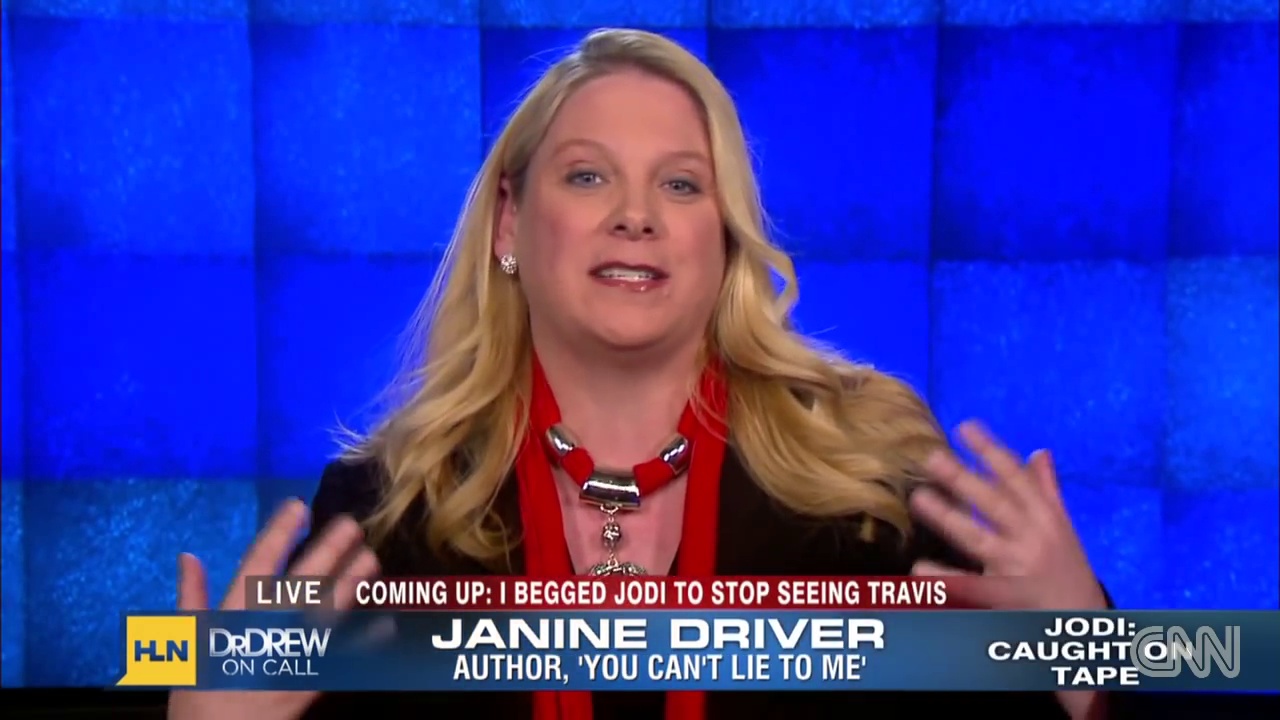 LIVE COMING UP: I BEGGED JODI TO STOP SEEING TRAVIS
HLN
DR DREW
ON CALL
JANINE DRIVER
AUTHOR, 'YOU CAN'T LIE TO ME'
JODI:
CAUGHT ON
TAPE
CNN